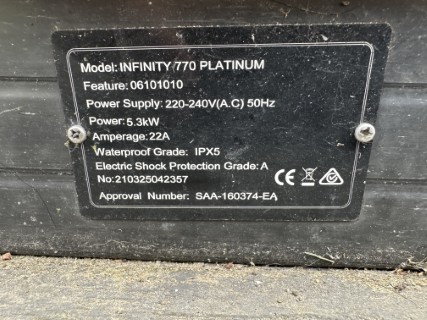 Model: INFINITY 770 PLATINUM
Feature: 06101010
Power Supply: 220-240V(A.C) 50Hz
Power: 5.3kW
Amperage: 22A
Waterproof Grade: IPX5
Electric Shock Protection Grade: A
No:210325042357
CE
Approval Number: SAA-160374-EA